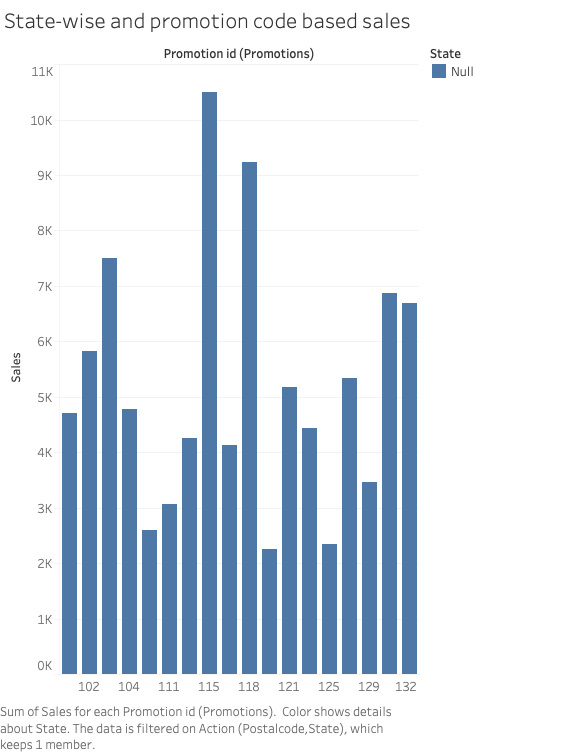 State-wise and promotion code based sales
Promotion id (Promotions)
State
Null
11K
10K
9K
8K
7K
6K
5K
4K
3K
2K
1K
0K
Sales
102 104 111 115 118 121 125 129 132
Sum of Sales for each Promotion id (Promotions). Color shows details
about State. The data is filtered on Action (Postalcode,State), which
keeps 1 member.